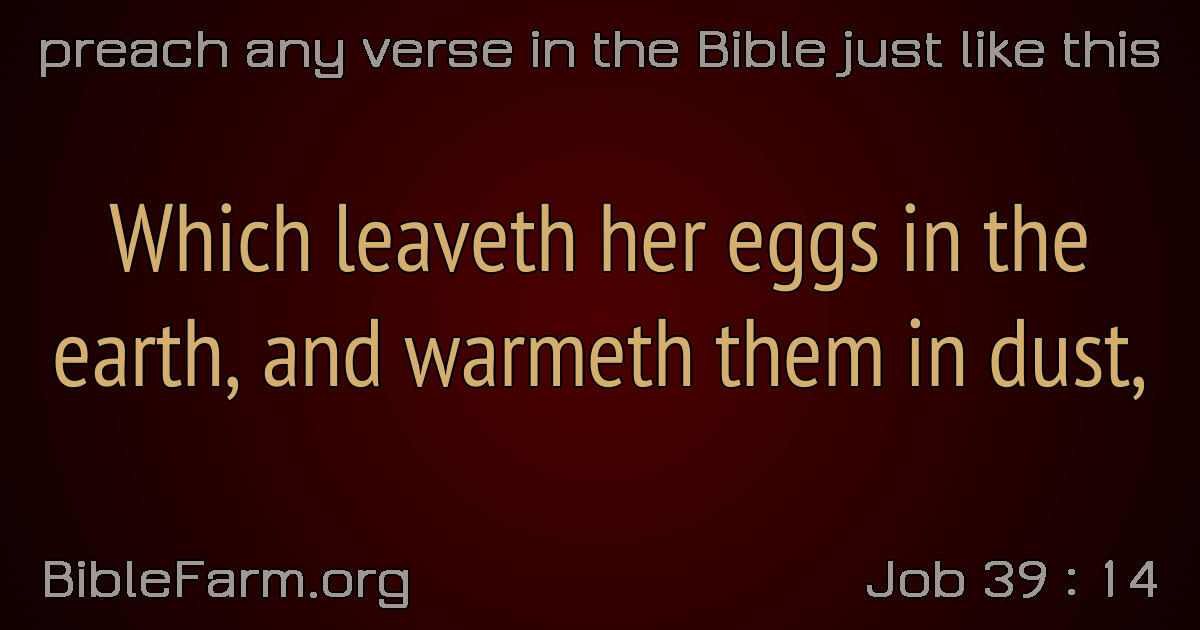 preach any verse in the Bible just like this
Which leaveth her eggs in the
earth, and warmeth them in dust,
BibleFarm.org
Job 39 : 14